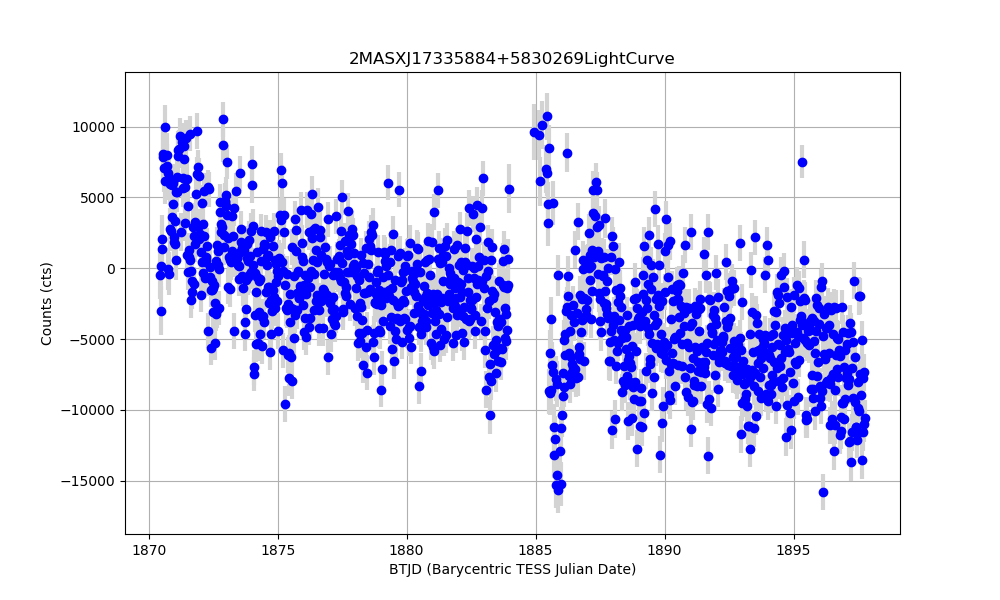 2MASXJ17335884+5830269LightCurve
10000
5000
0
−5000
−10000
−15000
Counts (cts)
1870 1875 1880 1885 1890 1895
BTJD (Barycentric TESS Julian Date)